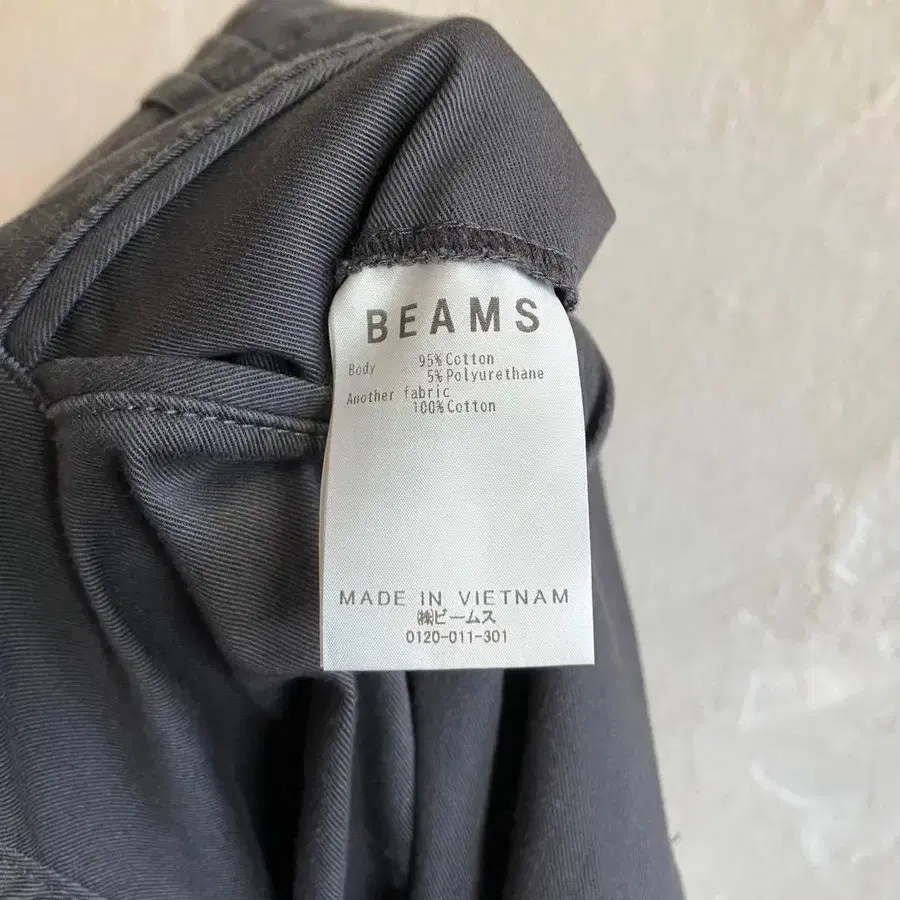 BEAMS
Body 95% Cotton
5% Polyurethane
Another fabric
100% Cotton
MADE IN VIETNAM
㈱ビームス
0120-011-301